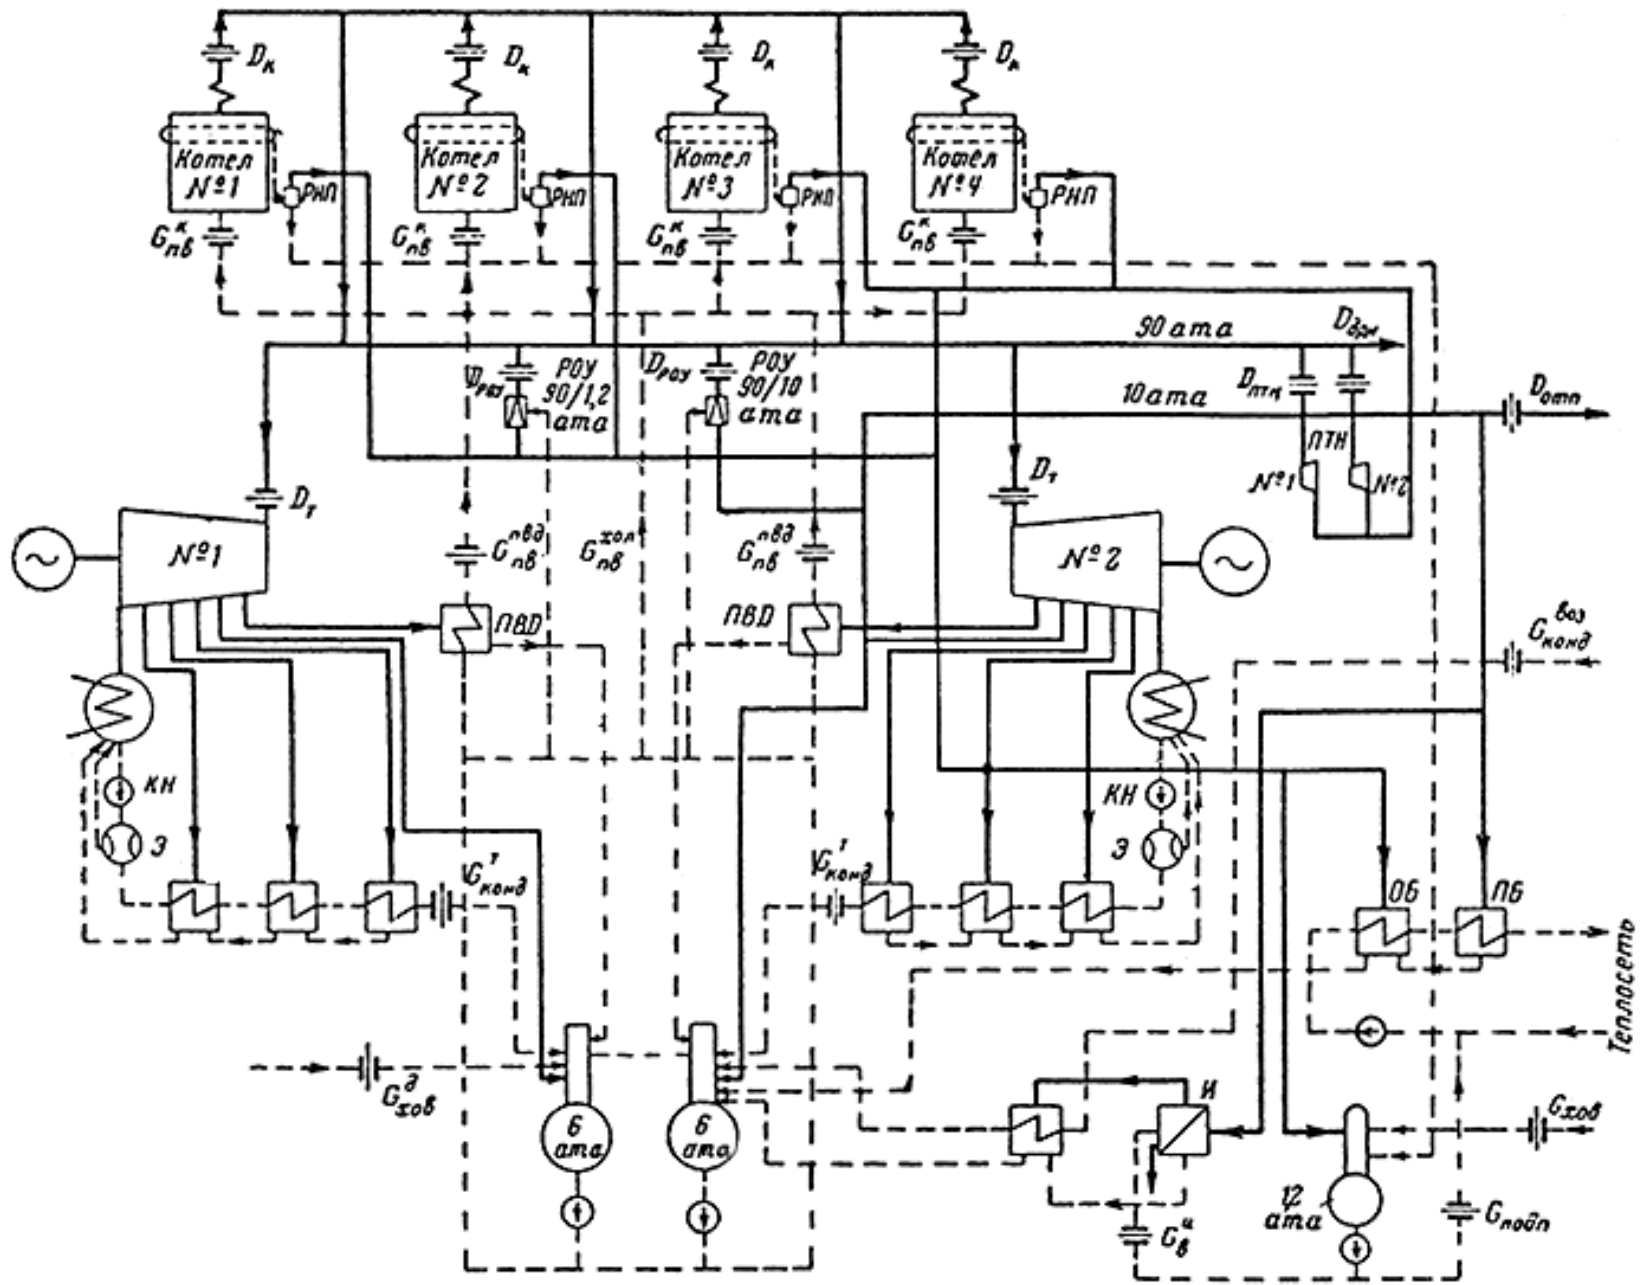 Dк
Dк
Dк
Dк
Котел
№1
Котел
№2
Котел
№3
Котел
№4
РНП
РНП
РНП
РНП
Gпв^к
Gпв^к
Gпв^к
Gпв^к
90 ата
Dдрк
Dроу
РОУ
90/1,2
ата
Dроу
РОУ
90/10
ата
10 ата
Dптн
Dотп
ПТН
№1
№2
Dт
Dт
№1
№2
Gпв^пвд
Gпв^хол
Gпв^пвд
ПВД
ПВД
Gконд^воз
КН
КН
Э
Э
Gконд^т
Gконд^т
ОБ
ПБ
Теплосеть
Gхов^д
6
ата
6
ата
И
Gхов
1,2
ата
Gв^и
Gподп